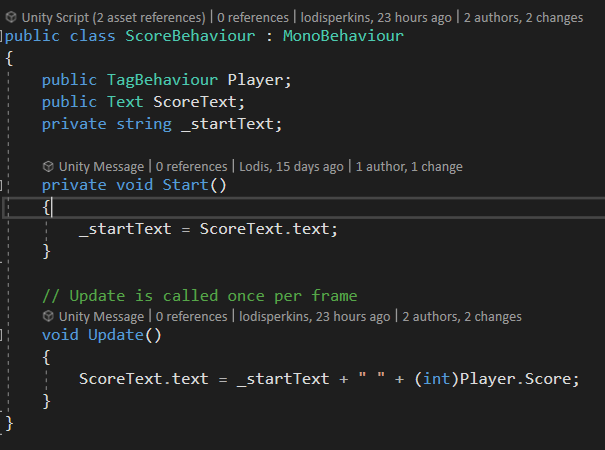 Unity Script (2 asset references) | 0 references | lodisperkins, 23 hours ago | 2 authors, 2 changes
public class ScoreBehaviour : MonoBehaviour
{
public TagBehaviour Player;
public Text ScoreText;
private string _startText;
Unity Message | 0 references | Lodis, 15 days ago | 1 author, 1 change
private void Start()
{
_startText = ScoreText.text;
}
// Update is called once per frame
Unity Message | 0 references | lodisperkins, 23 hours ago | 2 authors, 2 changes
void Update()
{
ScoreText.text = _startText + " " + (int)Player.Score;
}
}